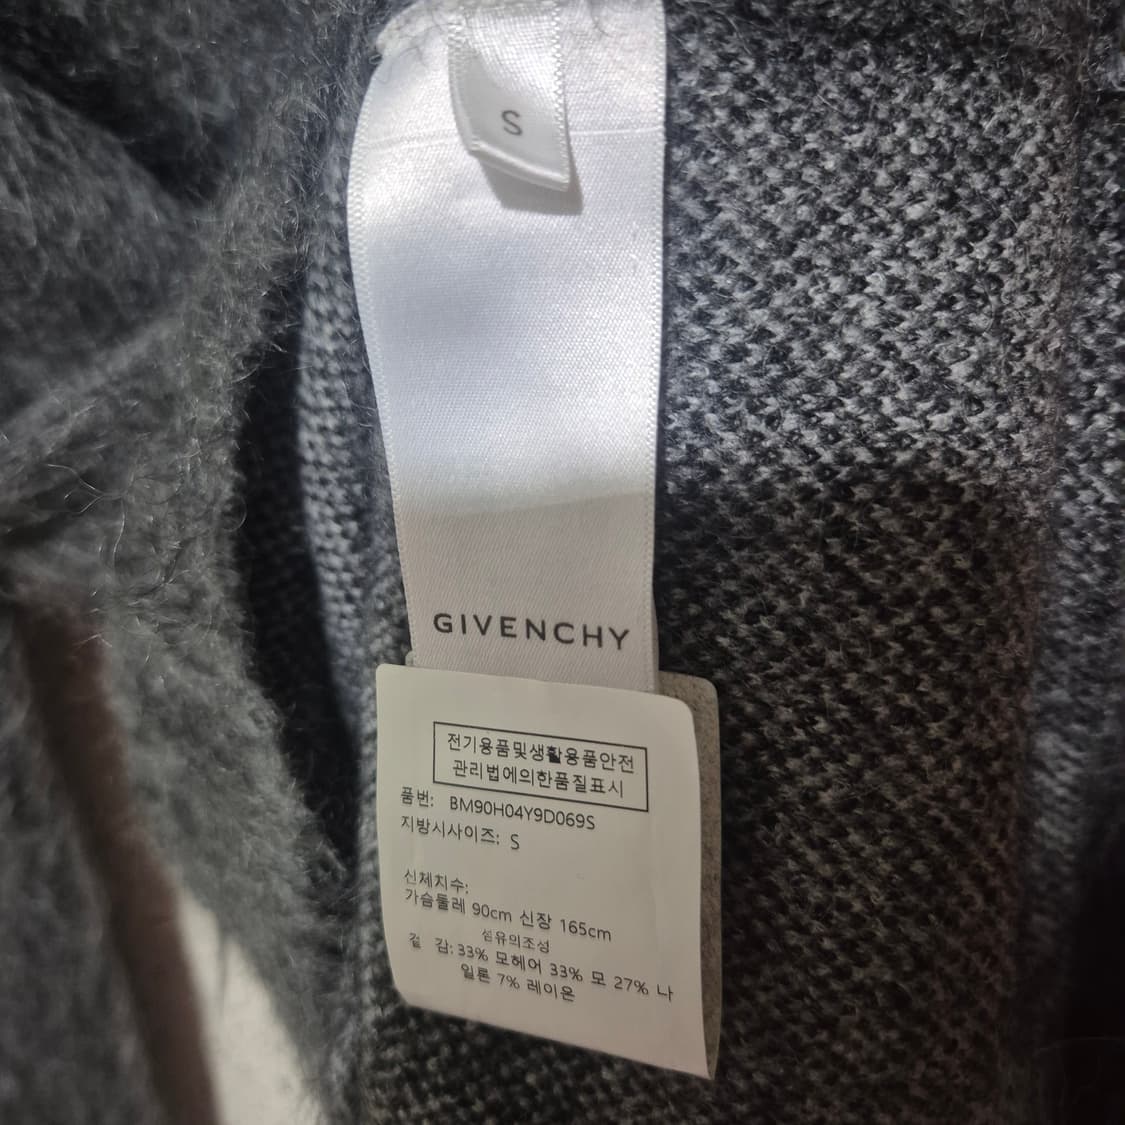 S
GIVENCHY
전기용품및생활용품안전
관리법에의한품질표시
품번: BM90H04Y9D069S
지방시사이즈: S
신체치수:
가슴둘레 90cm 신장 165cm
섬유의조성
겉 감: 33% 모헤어 33% 모 27% 나
일론 7% 레이온